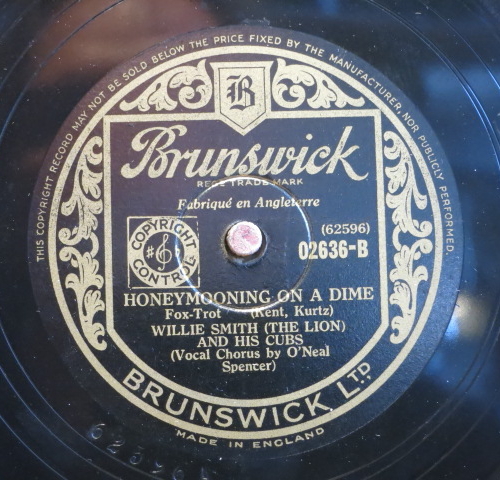 THIS COPYRIGHT RECORD MAY NOT BE SOLD BELOW THE PRICE FIXED BY THE MANUFACTURER, NOR PUBLICLY PERFORMED.
B
Brunswick
REGD TRADE MARK
Fabriqué en Angleterre
COPYRIGHT
CONTROL
(62596)
02636-B
HONEYMOONING ON A DIME
Fox-Trot (Kent, Kurtz)
WILLIE SMITH (THE LION)
AND HIS CUBS
(Vocal Chorus by O'Neal
Spencer)
BRUNSWICK LTD.
MADE IN ENGLAND